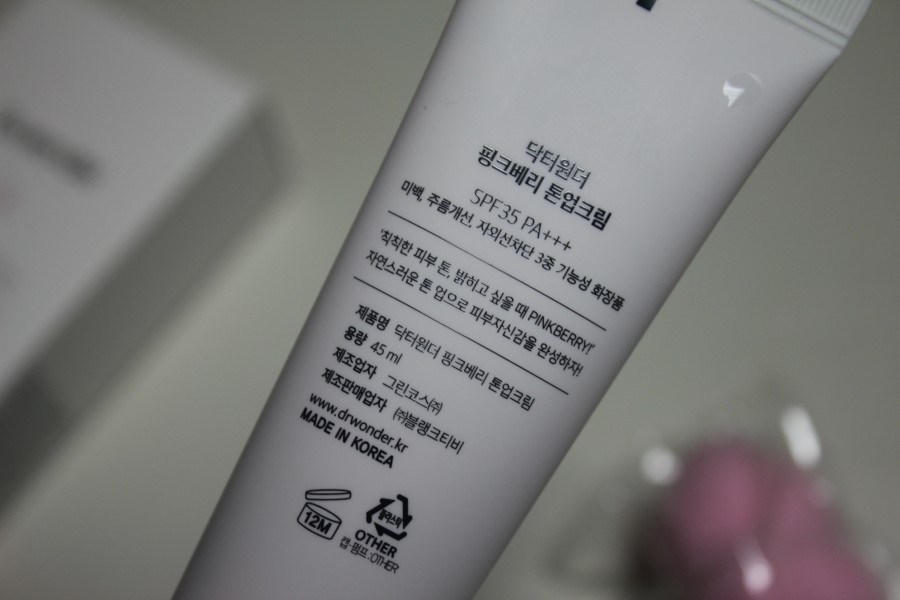 닥터원더
핑크베리 톤업크림
SPF35 PA+++
미백, 주름개선, 자외선차단 3중 기능성 화장품
'칙칙한 피부 톤, 밝히고 싶을 때 PINKBERRY!'
자연스러운 톤 업으로 피부자신감을 완성하자!
제품명 닥터원더 핑크베리 톤업크림
용량 45 ml
제조업자 그린코스㈜
제조판매업자 ㈜블랭크티비
www.drwonder.kr
MADE IN KOREA
12M
플라스틱
OTHER
캡·펌프:OTHER